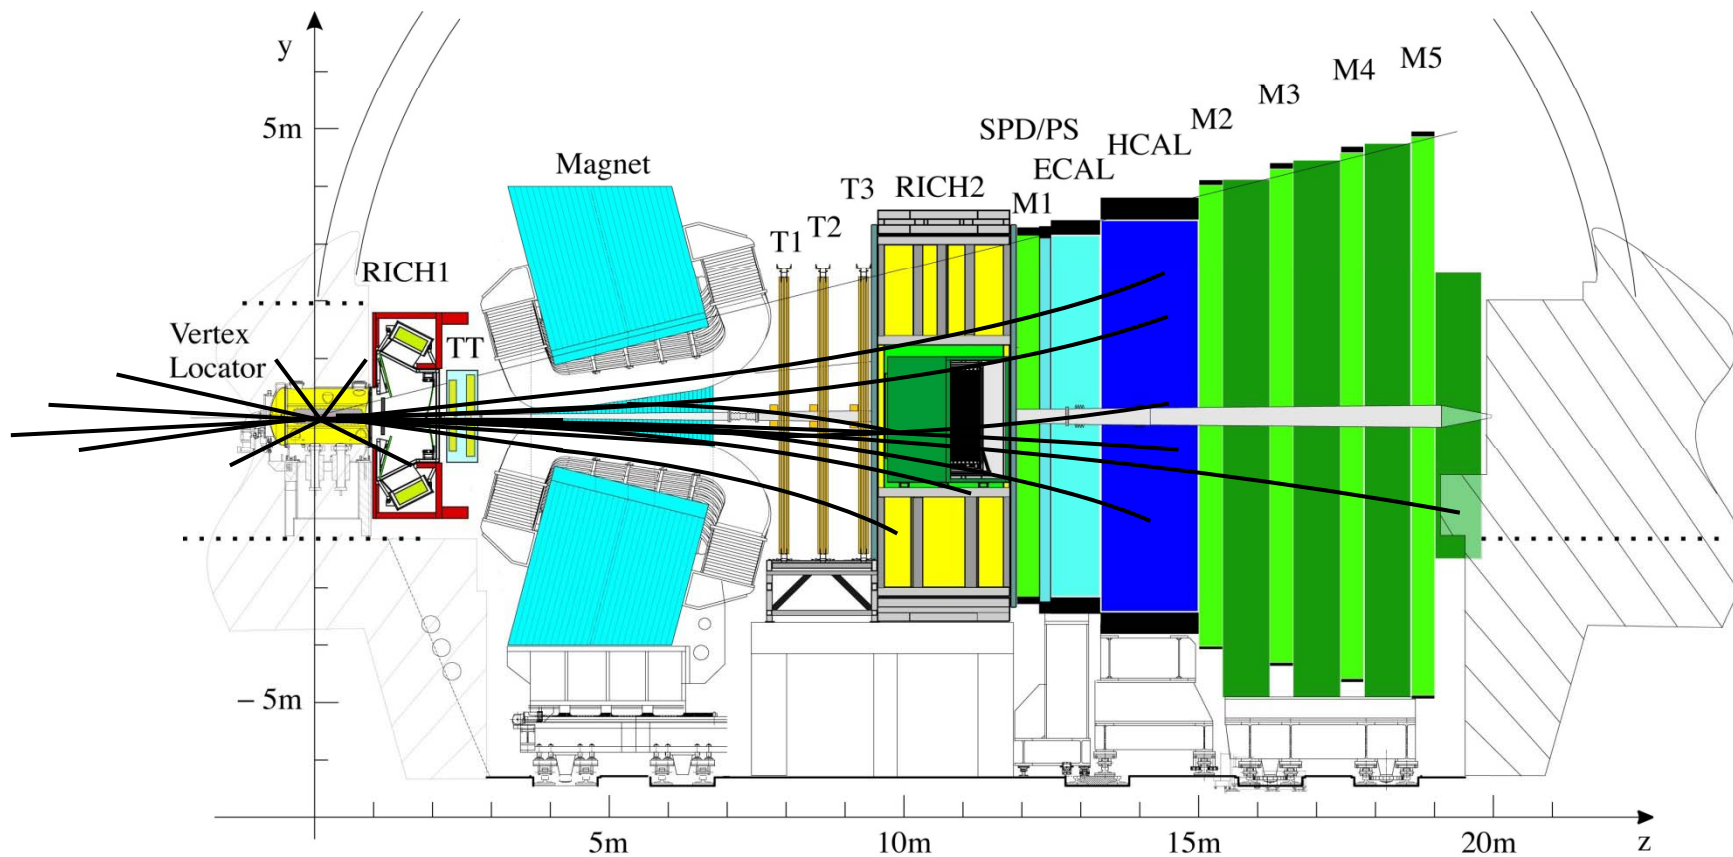 y
5m
Magnet
RICH1
Vertex
Locator
TT
T1
T2
T3
RICH2
M1
SPD/PS
ECAL
HCAL
M2
M3
M4
M5
− 5m
5m
10m
15m
20m
z